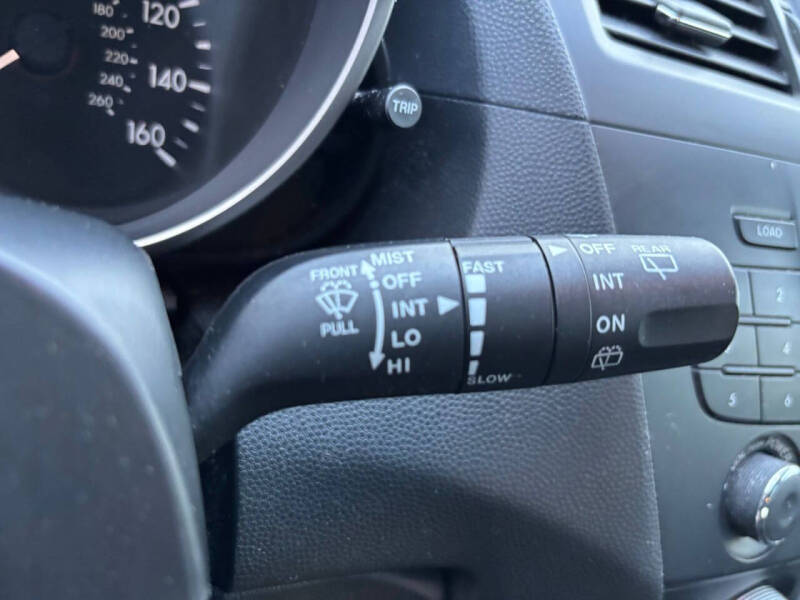 120
140
160
180
200
220
240
260
TRIP
LOAD
2
4
5
6
FRONT
PULL
MIST
OFF
INT
LO
HI
FAST
SLOW
OFF
INT
ON
REAR